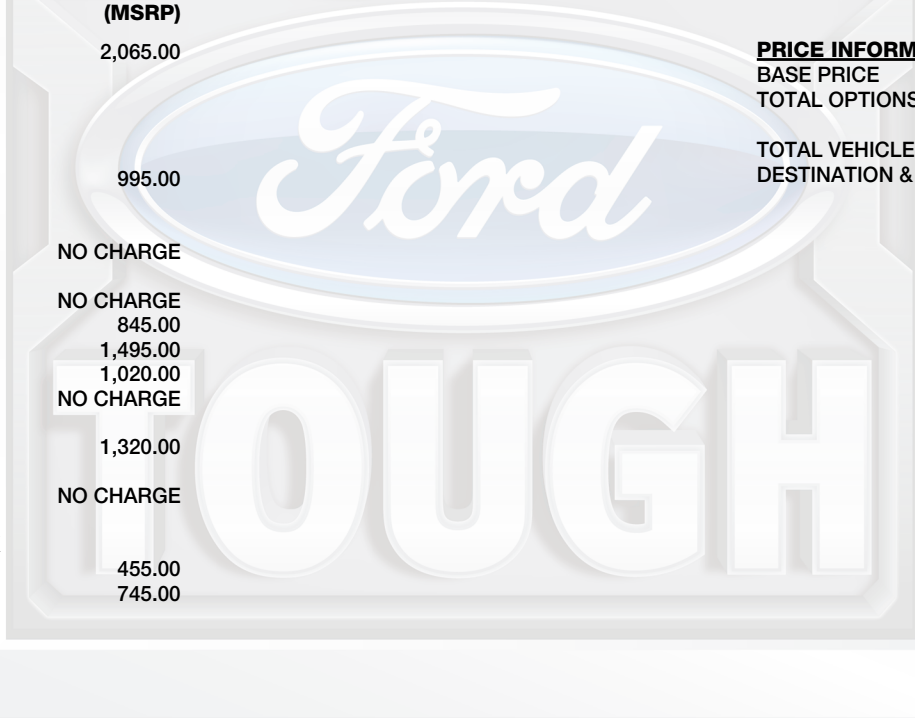 (MSRP)
2,065.00
995.00
NO CHARGE
NO CHARGE
845.00
1,495.00
1,020.00
NO CHARGE
1,320.00
NO CHARGE
455.00
745.00
PRICE INFORM
BASE PRICE
TOTAL OPTIONS
TOTAL VEHICLE
DESTINATION &
Ford
TOUGH